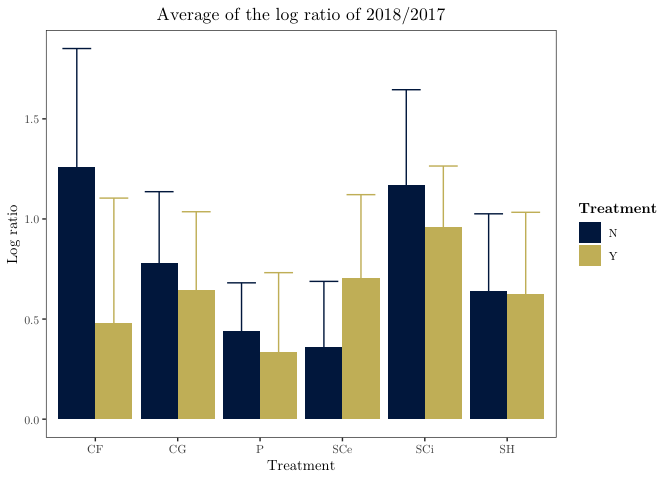 Average of the log ratio of 2018/2017
Log ratio
1.5
1.0
0.5
0.0
CF CG P SCe SCi SH
Treatment
Treatment
N
Y